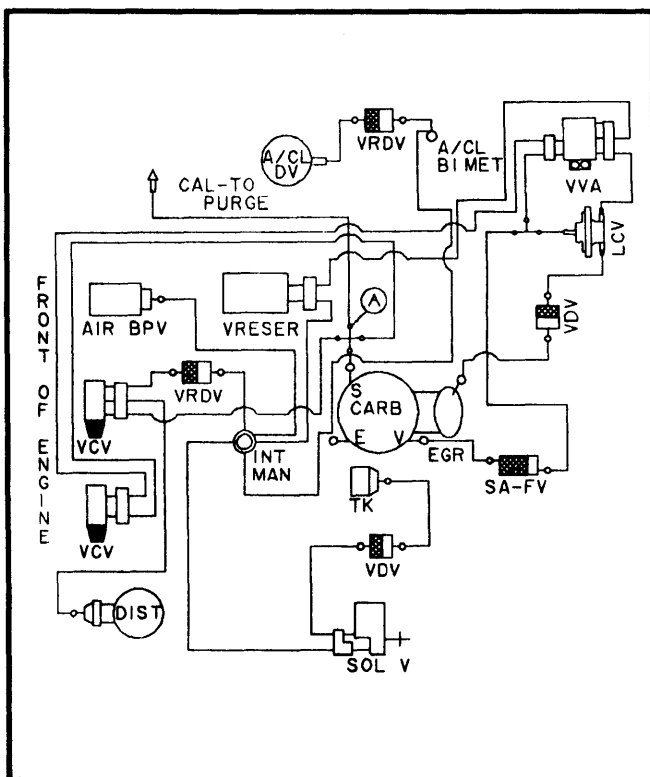 A/CL
DV
VRDV
A/CL
BIMET
VVA
CAL-TO
PURGE
LCV
FRONT OF ENGINE
AIR BPV
VRESER
A
VDV
VRDV
S
CARB
E
V
VCV
INT
MAN
EGR
SA-FV
TK
VCV
VDV
DIST
SOL V